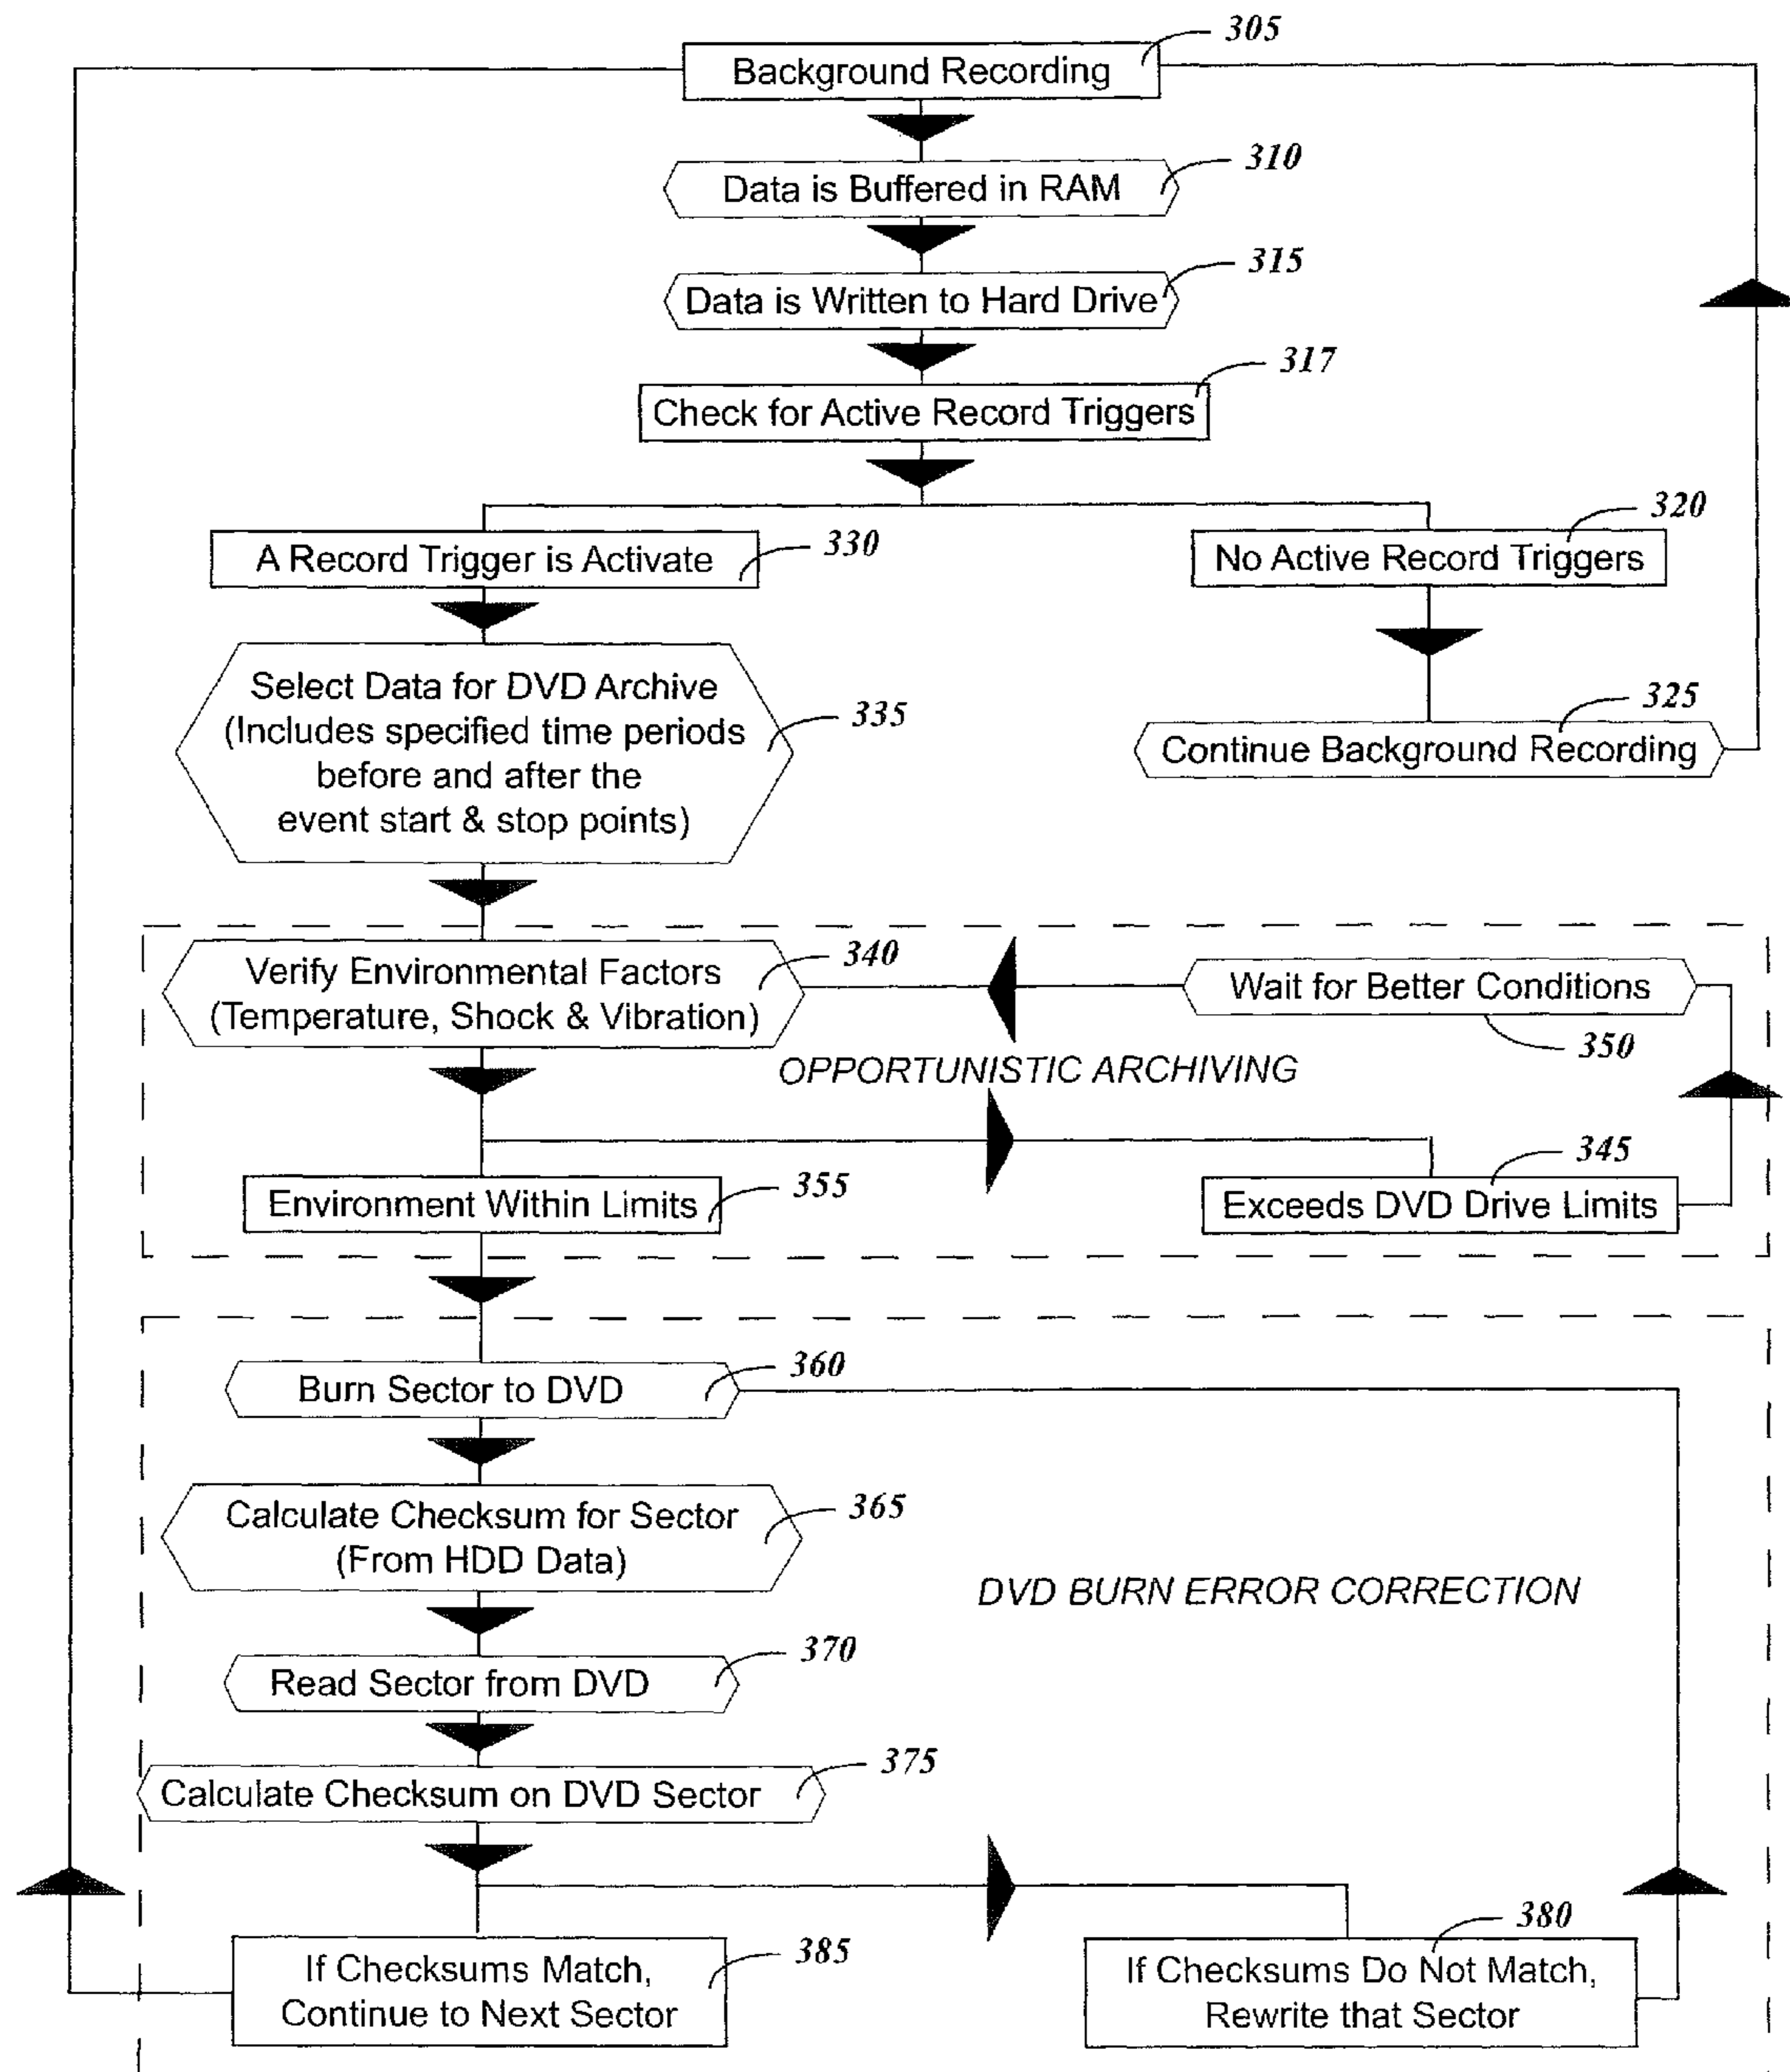 305
Background Recording
310
Data is Buffered in RAM
315
Data is Written to Hard Drive
317
Check for Active Record Triggers
330
A Record Trigger is Activate
320
No Active Record Triggers
335
Select Data for DVD Archive
(Includes specified time periods
before and after the
event start & stop points)
325
Continue Background Recording
340
Verify Environmental Factors
(Temperature, Shock & Vibration)
Wait for Better Conditions
350
OPPORTUNISTIC ARCHIVING
355
Environment Within Limits
345
Exceeds DVD Drive Limits
360
Burn Sector to DVD
365
Calculate Checksum for Sector
(From HDD Data)
DVD BURN ERROR CORRECTION
370
Read Sector from DVD
375
Calculate Checksum on DVD Sector
385
If Checksums Match,
Continue to Next Sector
380
If Checksums Do Not Match,
Rewrite that Sector